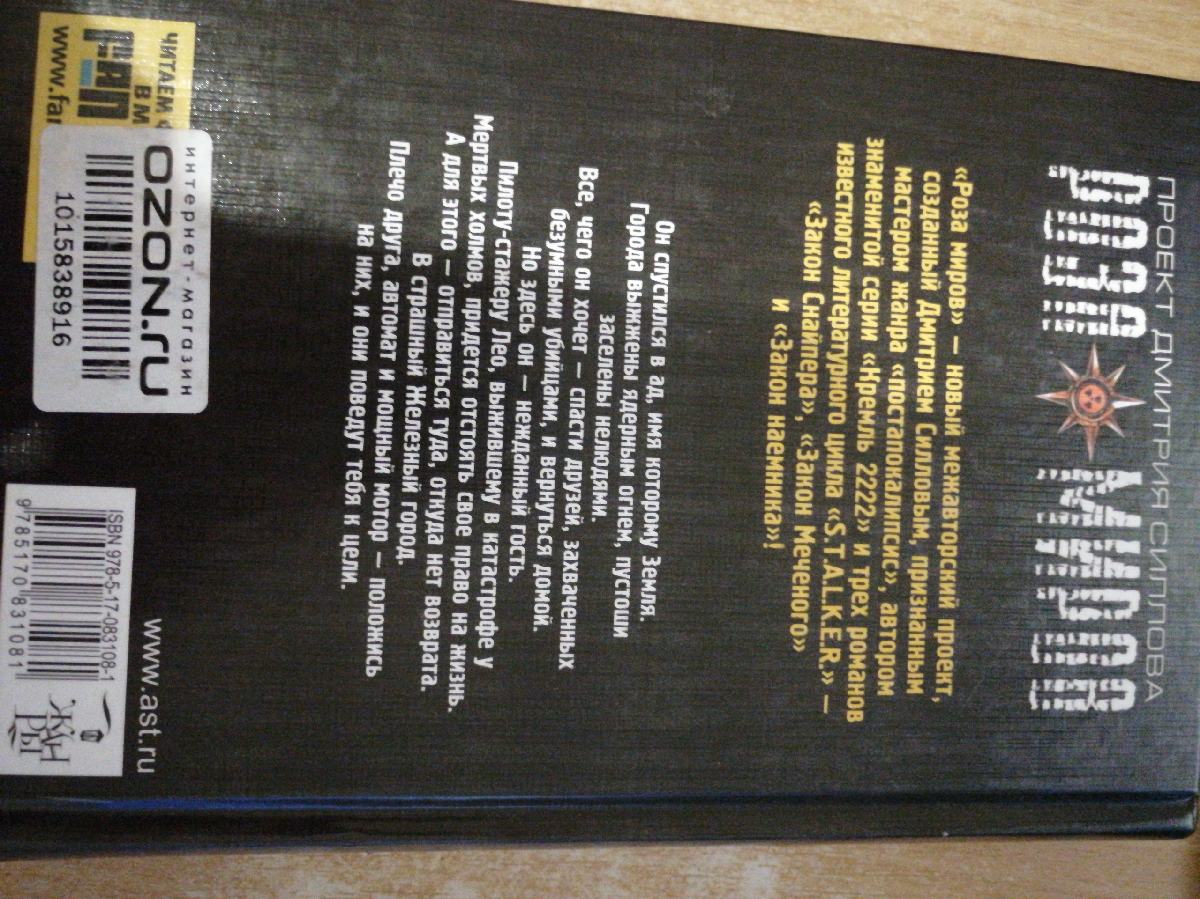 ПРОЕКТ ДМИТРИЯ СИЛЛОВА
РОЗА МИРОВ
«Роза миров» – новый межавторский проект,
созданный Дмитрием Силловым, признанным
мастером жанра «постапокалипсис», автором
знаменитой серии «Кремль 2222» и трех романов
известного литературного цикла «S.T.A.L.K.E.R.» –
«Закон Снайпера», «Закон Меченого»
и «Закон наемника»!
Он спустился в ад, имя которому Земля.
Города выжжены ядерным огнем, пустоши
заселены нелюдями.
Все, чего он хочет – спасти друзей, захваченных
безумными убийцами, и вернуться домой.
Но здесь он – нежданный гость.
Пилоту-стажеру Лео, выжившему в катастрофе у
Мертвых холмов, придется отстоять свое право на жизнь.
А для этого – отправиться туда, откуда нет возврата.
В страшный Железный город.
Плечо друга, автомат и мощный мотор – положись
на них, и они поведут тебя к цели.
ЧИТАЕМ
В М
FАN
www.fan
интернет-магазин
OZON.RU
1015838916
www.ast.ru
ISBN 978-5-17-083108-1
9 785170 831081
ЖАН
РЫ